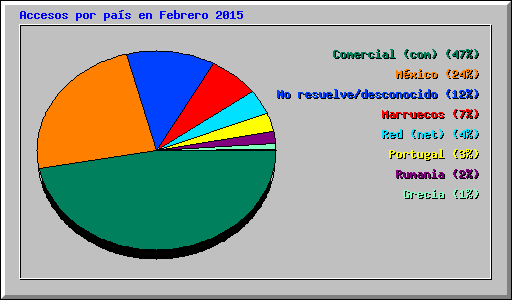 Accesos por país en Febrero 2015
Comercial (com) (47%)
México (24%)
No resuelve/desconocido (12%)
Marruecos (7%)
Red (net) (4%)
Portugal (3%)
Rumania (2%)
Grecia (1%)